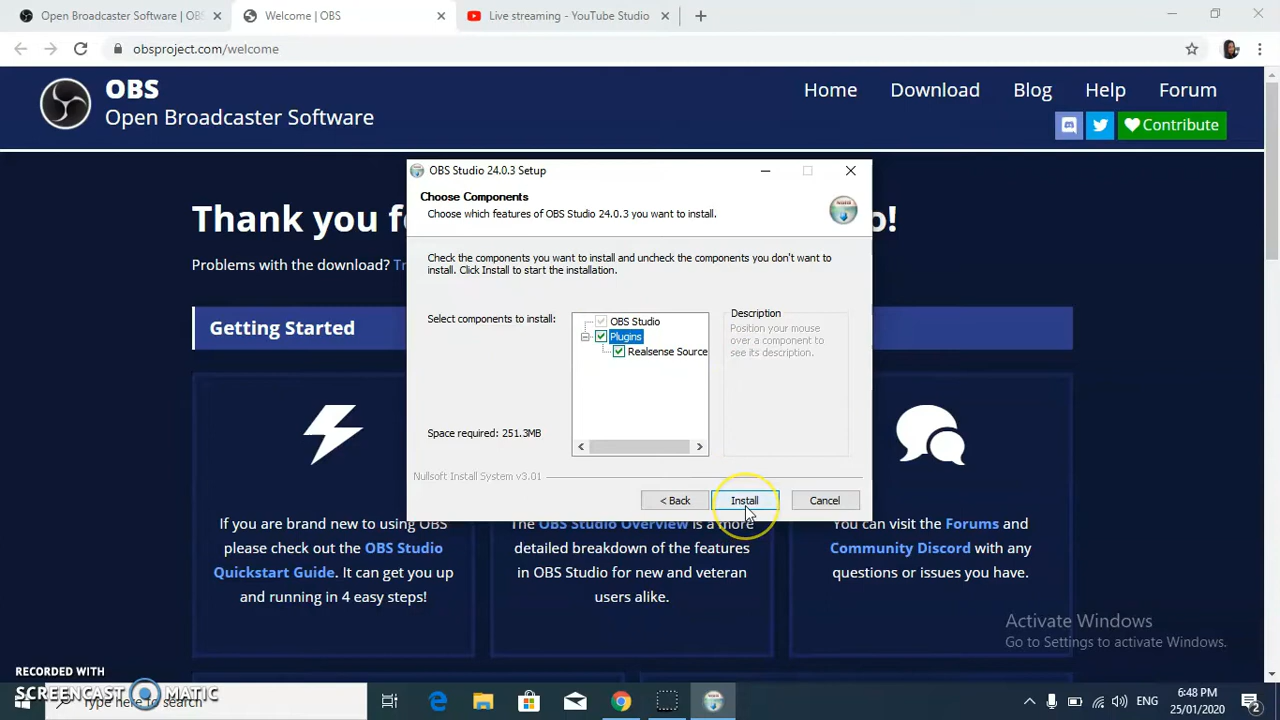 Open Broadcaster Software | OBS
Welcome | OBS
Live streaming - YouTube Studio
obsproject.com/welcome
OBS
Open Broadcaster Software
Home
Download
Blog
Help
Forum
Contribute
Thank you f
o!
Problems with the download? Tr
Getting Started
OBS Studio 24.0.3 Setup
Choose Components
Choose which features of OBS Studio 24.0.3 you want to install.
Check the components you want to install and uncheck the components you don't want to
install. Click Install to start the installation.
Select components to install:
OBS Studio
Plugins
Realsense Source
Description
Position your mouse
over a component to
see its description.
Space required: 251.3MB
Nullsoft Install System v3.01
< Back
Install
Cancel
If you are brand new to using OBS
please check out the OBS Studio
Quickstart Guide. It can get you up
and running in 4 easy steps!
The OBS Studio Overview is a more
detailed breakdown of the features
in OBS Studio for new and veteran
users alike.
You can visit the Forums and
Community Discord with any
questions or issues you have.
Activate Windows
Go to Settings to activate Windows.
RECORDED WITH
SCREENCAST MATIC
Type here to search
ENG
6:48 PM
25/01/2020
2